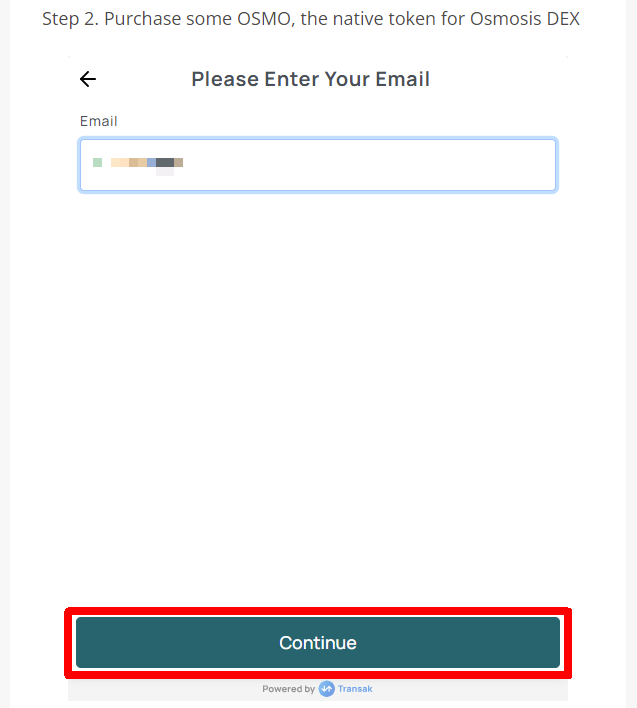 Step 2. Purchase some OSMO, the native token for Osmosis DEX
Please Enter Your Email
Email
Continue
Powered by Transak